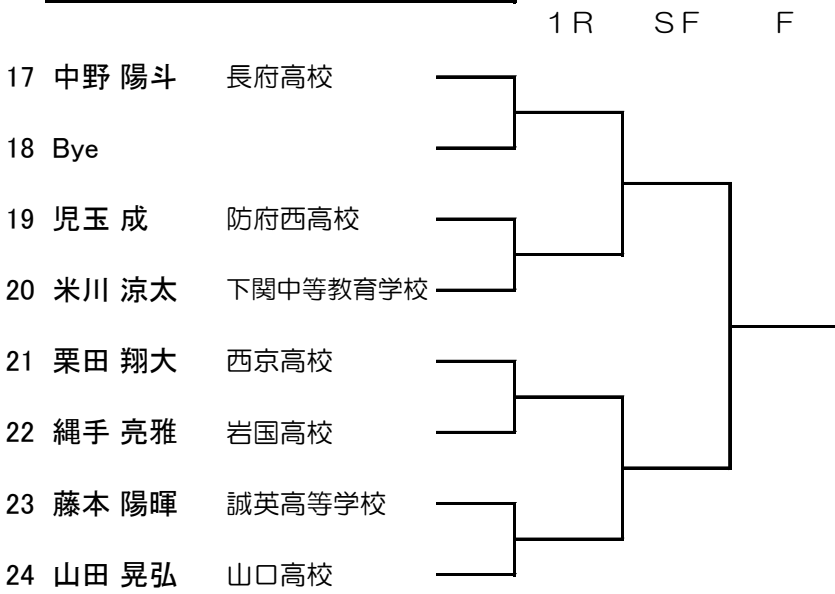 １Ｒ ＳＦ Ｆ
17 中野 陽斗 長府高校
18 Bye
19 児玉 成 防府西高校
20 米川 涼太 下関中等教育学校
21 栗田 翔大 西京高校
22 縄手 亮雅 岩国高校
23 藤本 陽暉 誠英高等学校
24 山田 晃弘 山口高校